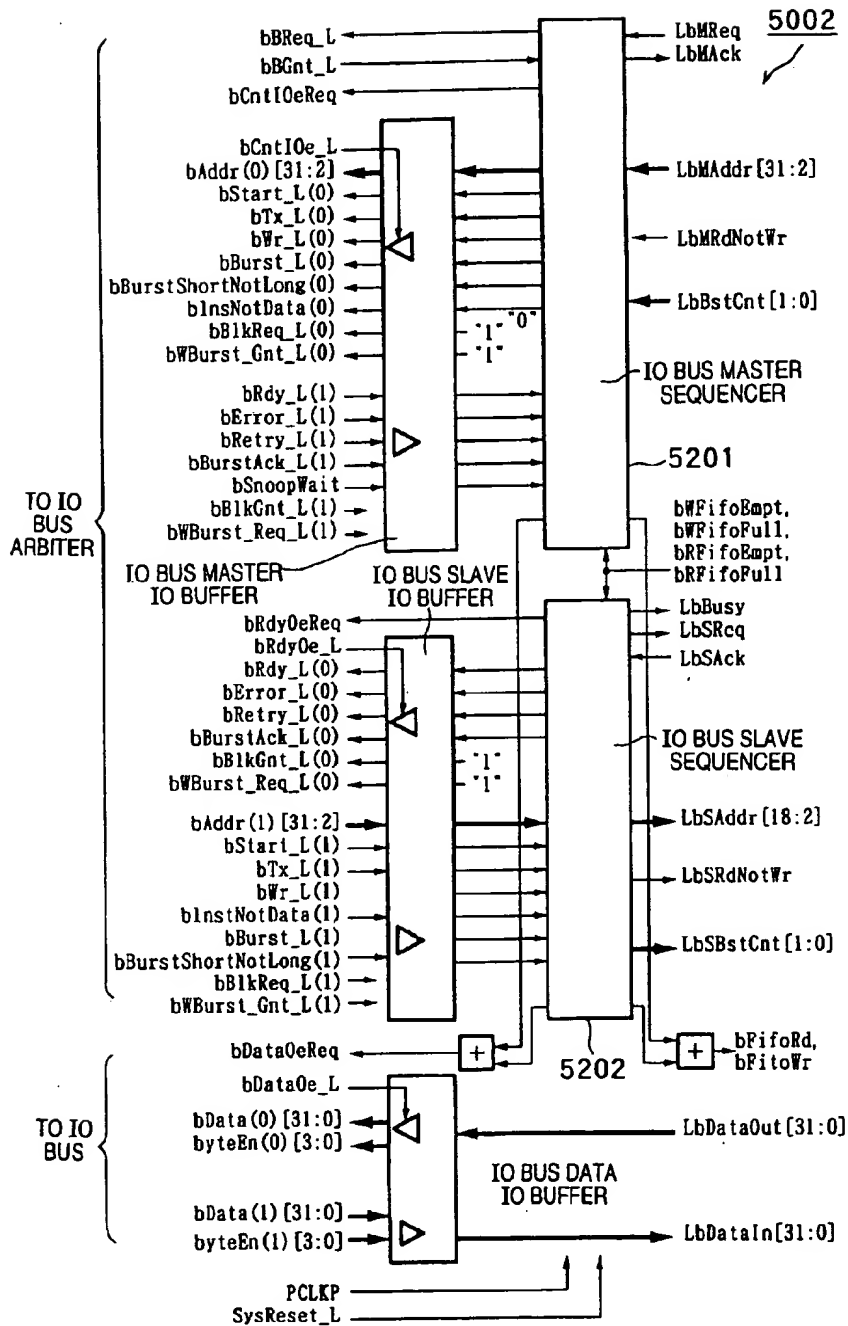 5002
bBReq_L
LbMReq
bBGnt_L
LbMAck
bCntIOeReq
bCntIOe_L
bAddr(0)[31:2]
LbMAddr[31:2]
bStart_L(0)
bTx_L(0)
bWr_L(0)
LbMRdNotWr
bBurst_L(0)
bBurstShortNotLong(0)
bInsNotData(0)
LbBstCnt[1:0]
"0"
bBlkReq_L(0)
"1"
bWBurst_Gnt_L(0)
"1"
IO BUS MASTER
SEQUENCER
bRdy_L(1)
bError_L(1)
bRetry_L(1)
5201
bBurstAck_L(1)
bSnoopWait
TO IO
BUS
ARBITER
bBlkGnt_L(1)
bWBurst_Req_L(1)
bWFifoEmpt,
bWFifoFull,
bRFifoEmpt,
bRFifoFull
IO BUS MASTER
IO BUFFER
IO BUS SLAVE
IO BUFFER
bRdyOeReq
LbBusy
bRdyOe_L
LbSRcq
bRdy_L(0)
LbSAck
bError_L(0)
bRetry_L(0)
bBurstAck_L(0)
IO BUS SLAVE
SEQUENCER
bBlkGnt_L(0)
"1"
bWBurst_Req_L(0)
"1"
bAddr(1)[31:2]
LbSAddr[18:2]
bStart_L(1)
bTx_L(1)
LbSRdNotWr
bWr_L(1)
bInstNotData(1)
bBurst_L(1)
LbSBstCnt[1:0]
bBurstShortNotLong(1)
bBlkReq_L(1)
bWBurst_Gnt_L(1)
bDataOeReq
+
5202
+
bFifoRd,
bFitoWr
bDataOe_L
TO IO
BUS
bData(0)[31:0]
byteEn(0)[3:0]
LbDataOut[31:0]
IO BUS DATA
IO BUFFER
bData(1)[31:0]
byteEn(1)[3:0]
LbDataIn[31:0]
PCLKP
SysReset_L